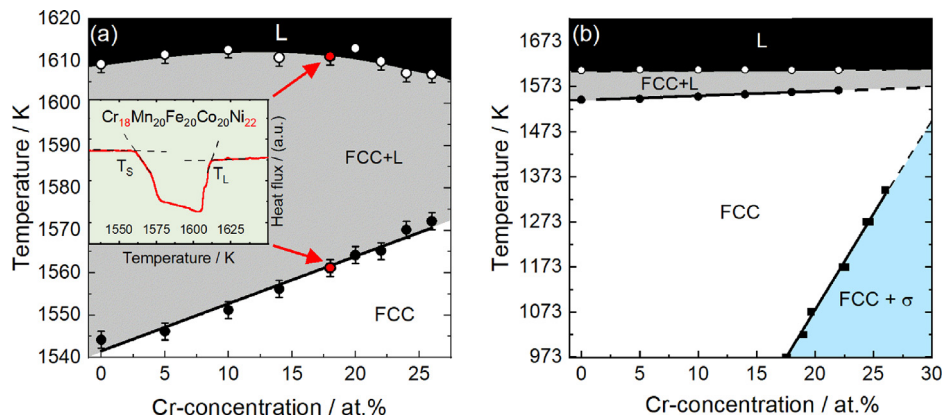 (a)
L
1620
1610
1600
1590
1580
1570
1560
1550
1540
Temperature / K
Cr18Mn20Fe20Co20Ni22
TS
TL
Heat flux / (a.u.)
1550 1575 1600 1625
Temperature / K
FCC+L
FCC
0 5 10 15 20 25
Cr-concentration / at.%
(b)
L
1673
1573
1473
1373
1273
1173
1073
973
Temperature / K
FCC+L
FCC
FCC + σ
0 5 10 15 20 25 30
Cr-concentration / at.%